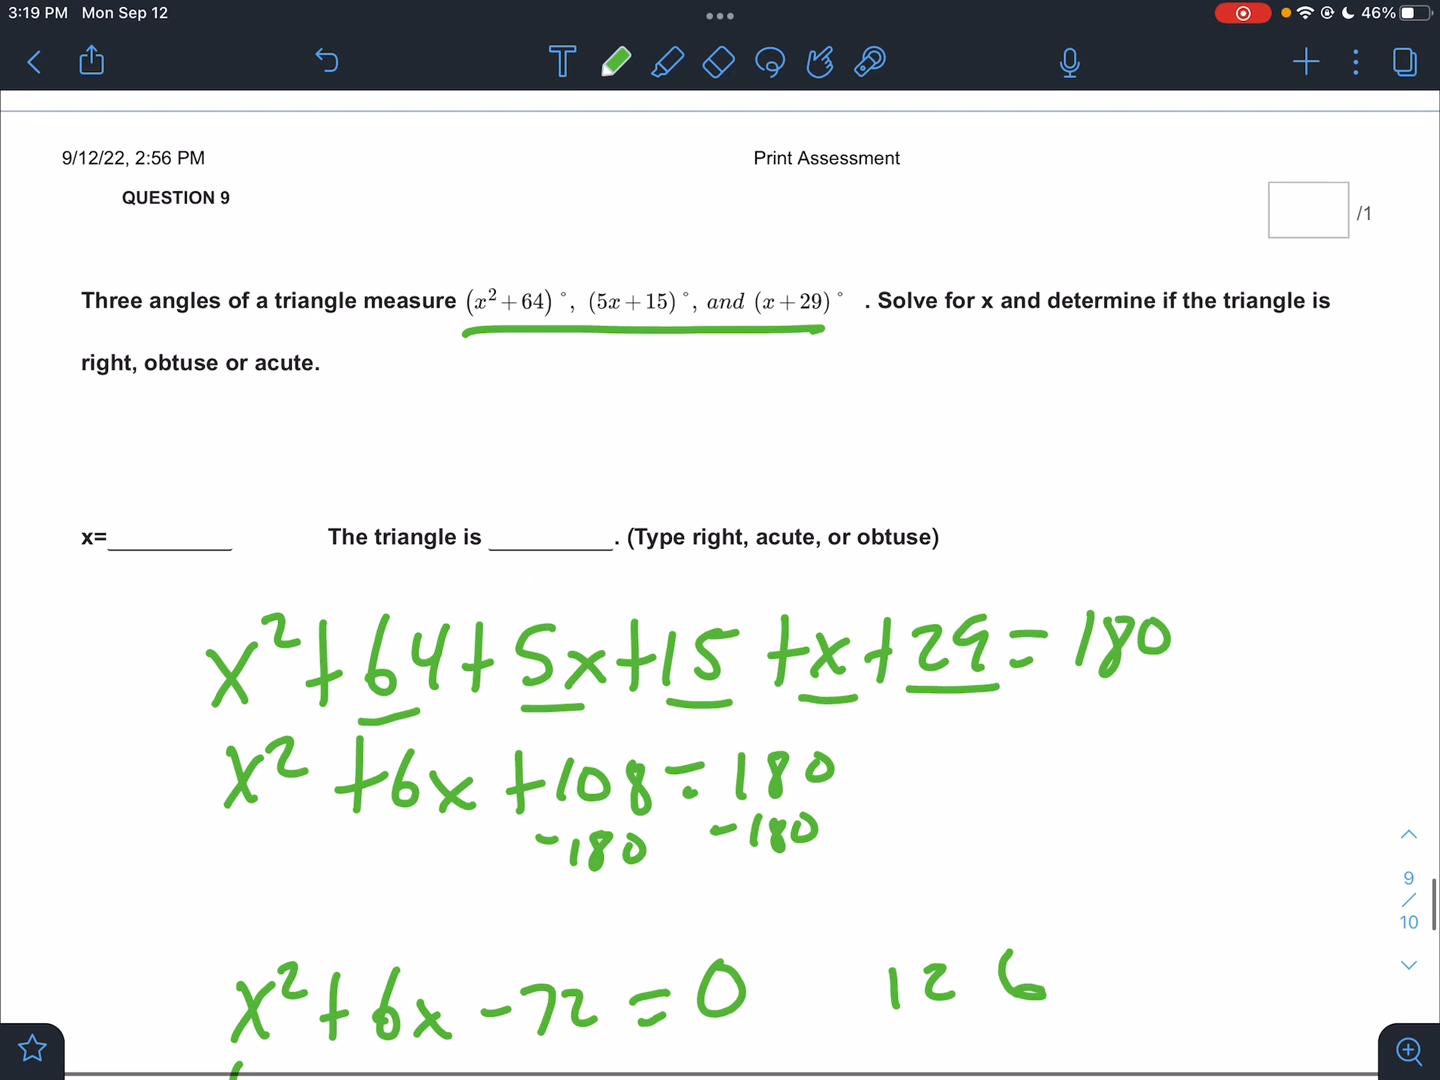 3:19 PM Mon Sep 12
46%
T
9/12/22, 2:56 PM
Print Assessment
QUESTION 9
/1
Three angles of a triangle measure (x² + 64)°, (5x + 15)°, and (x + 29)° . Solve for x and determine if the triangle is
right, obtuse or acute.
x=________ The triangle is ________. (Type right, acute, or obtuse)
x² + 64 + 5x + 15 + x + 29 = 180
x² + 6x + 108 = 180
-180 -180
x² + 6x - 72 = 0 12 6
9
/
10